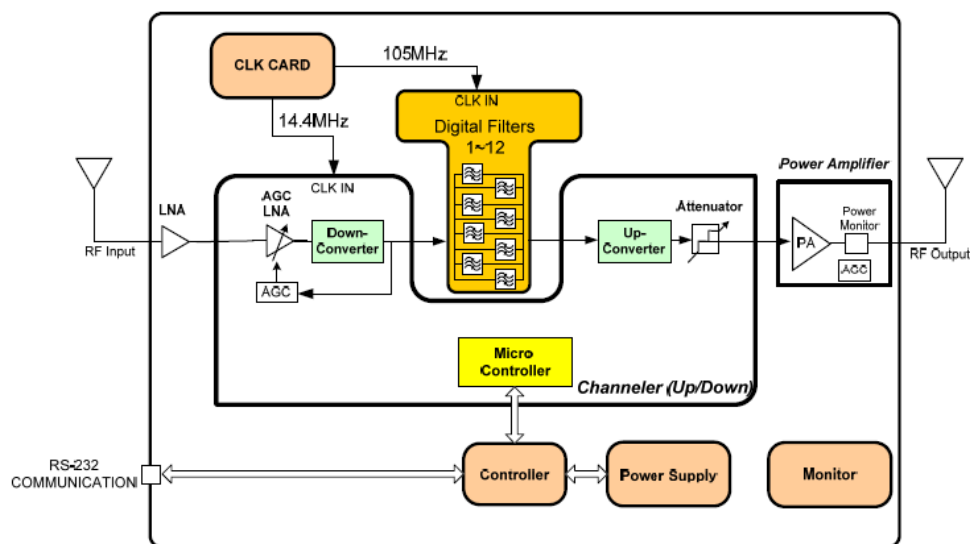 105MHz
CLK CARD
CLK IN
Digital Filters
1~12
14.4MHz
CLK IN
Power Amplifier
LNA
AGC
LNA
Down-
Converter
Up-
Converter
Attenuator
Power
Monitor
PA
AGC
RF Input
RF Output
AGC
Micro
Controller
Channeler (Up/Down)
RS-232
COMMUNICATION
Controller
Power Supply
Monitor